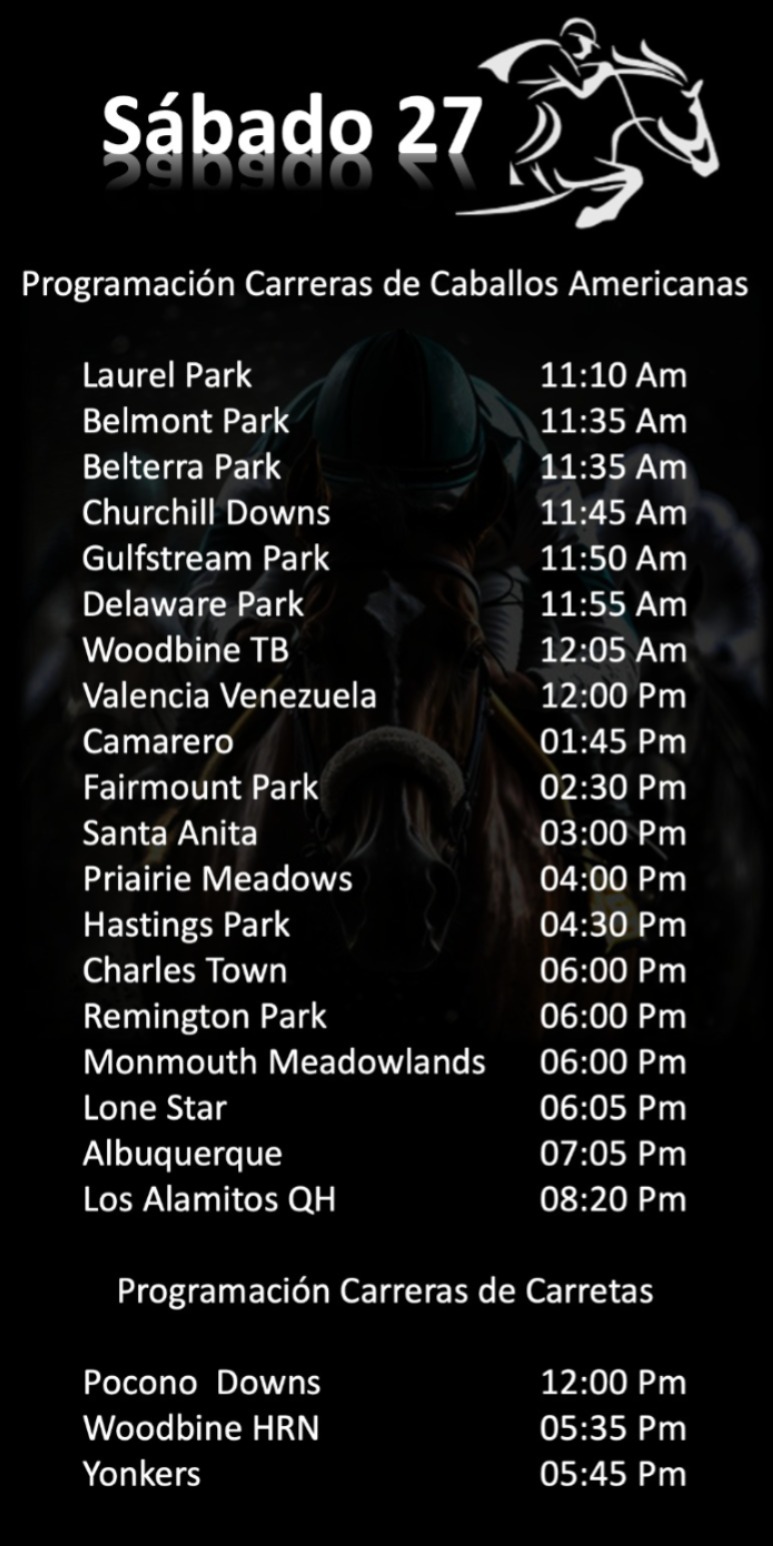 Sábado 27
Programación Carreras de Caballos Americanas
Laurel Park 11:10 Am
Belmont Park 11:35 Am
Belterra Park 11:35 Am
Churchill Downs 11:45 Am
Gulfstream Park 11:50 Am
Delaware Park 11:55 Am
Woodbine TB 12:05 Am
Valencia Venezuela 12:00 Pm
Camarero 01:45 Pm
Fairmount Park 02:30 Pm
Santa Anita 03:00 Pm
Priairie Meadows 04:00 Pm
Hastings Park 04:30 Pm
Charles Town 06:00 Pm
Remington Park 06:00 Pm
Monmouth Meadowlands 06:00 Pm
Lone Star 06:05 Pm
Albuquerque 07:05 Pm
Los Alamitos QH 08:20 Pm
Programación Carreras de Carretas
Pocono Downs 12:00 Pm
Woodbine HRN 05:35 Pm
Yonkers 05:45 Pm